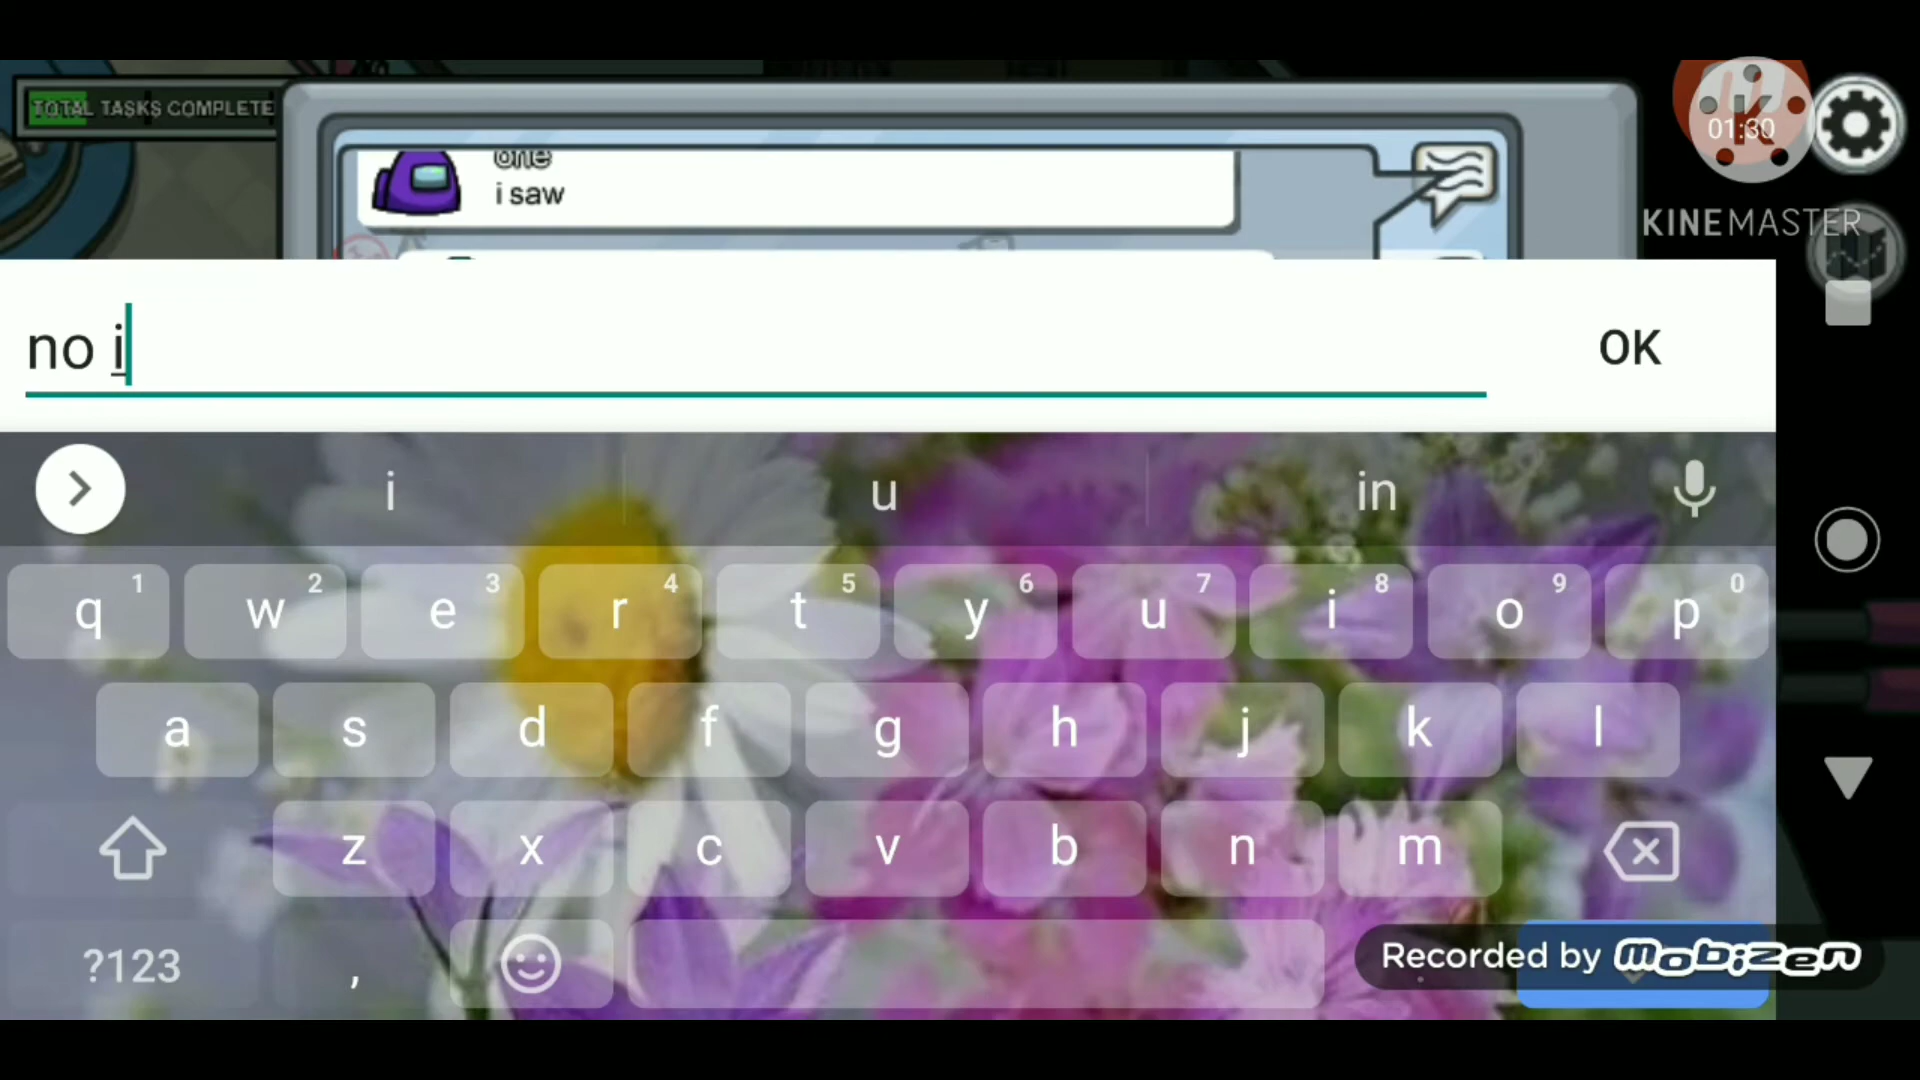 TOTAL TASKS COMPLETE
one
i saw
01:30
KINEMASTER
no i
OK
i u in
q 1 w 2 e 3 r 4 t 5 y 6 u 7 i 8 o 9 p 0
a s d f g h j k l
z x c v b n m
?123 ,
Recorded by mobizen